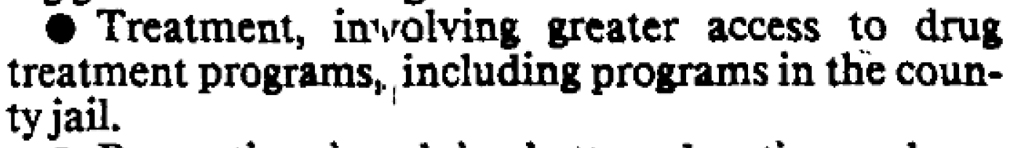 ● Treatment, involving greater access to drug
treatment programs, including programs in the coun-
ty jail.